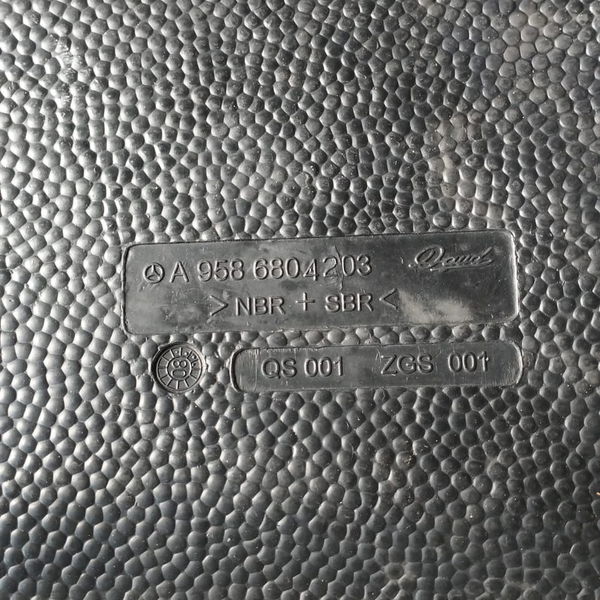 A 958 680 42 03
> NBR + SBR <
QS 001 ZGS 001